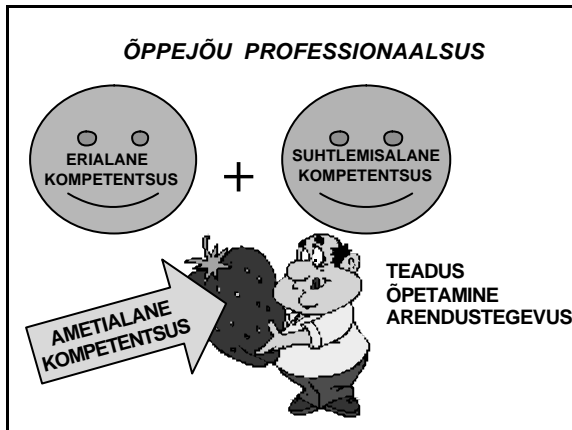 ÕPPEJÕU PROFESSIONAALSUS
ERIALANE
KOMPETENTSUS
+
SUHTLEMISALANE
KOMPETENTSUS
AMETIALANE
KOMPETENTSUS
TEADUS
ÕPETAMINE
ARENDUSTEGEVUS